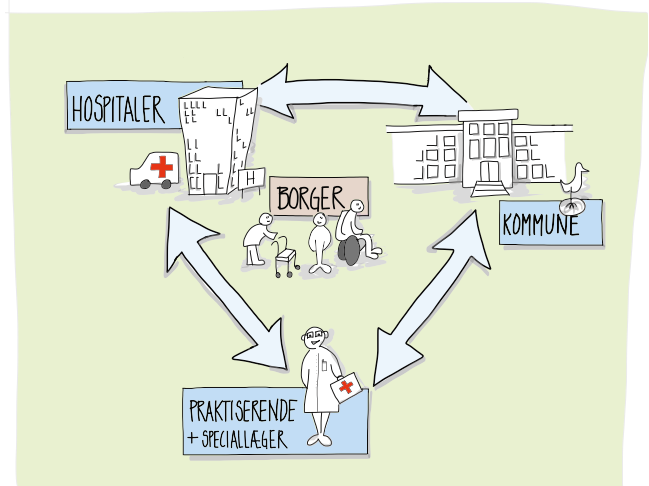 HOSPITALER
H
BORGER
KOMMUNE
PRAKTISERENDE
+ SPECIALLÆGER